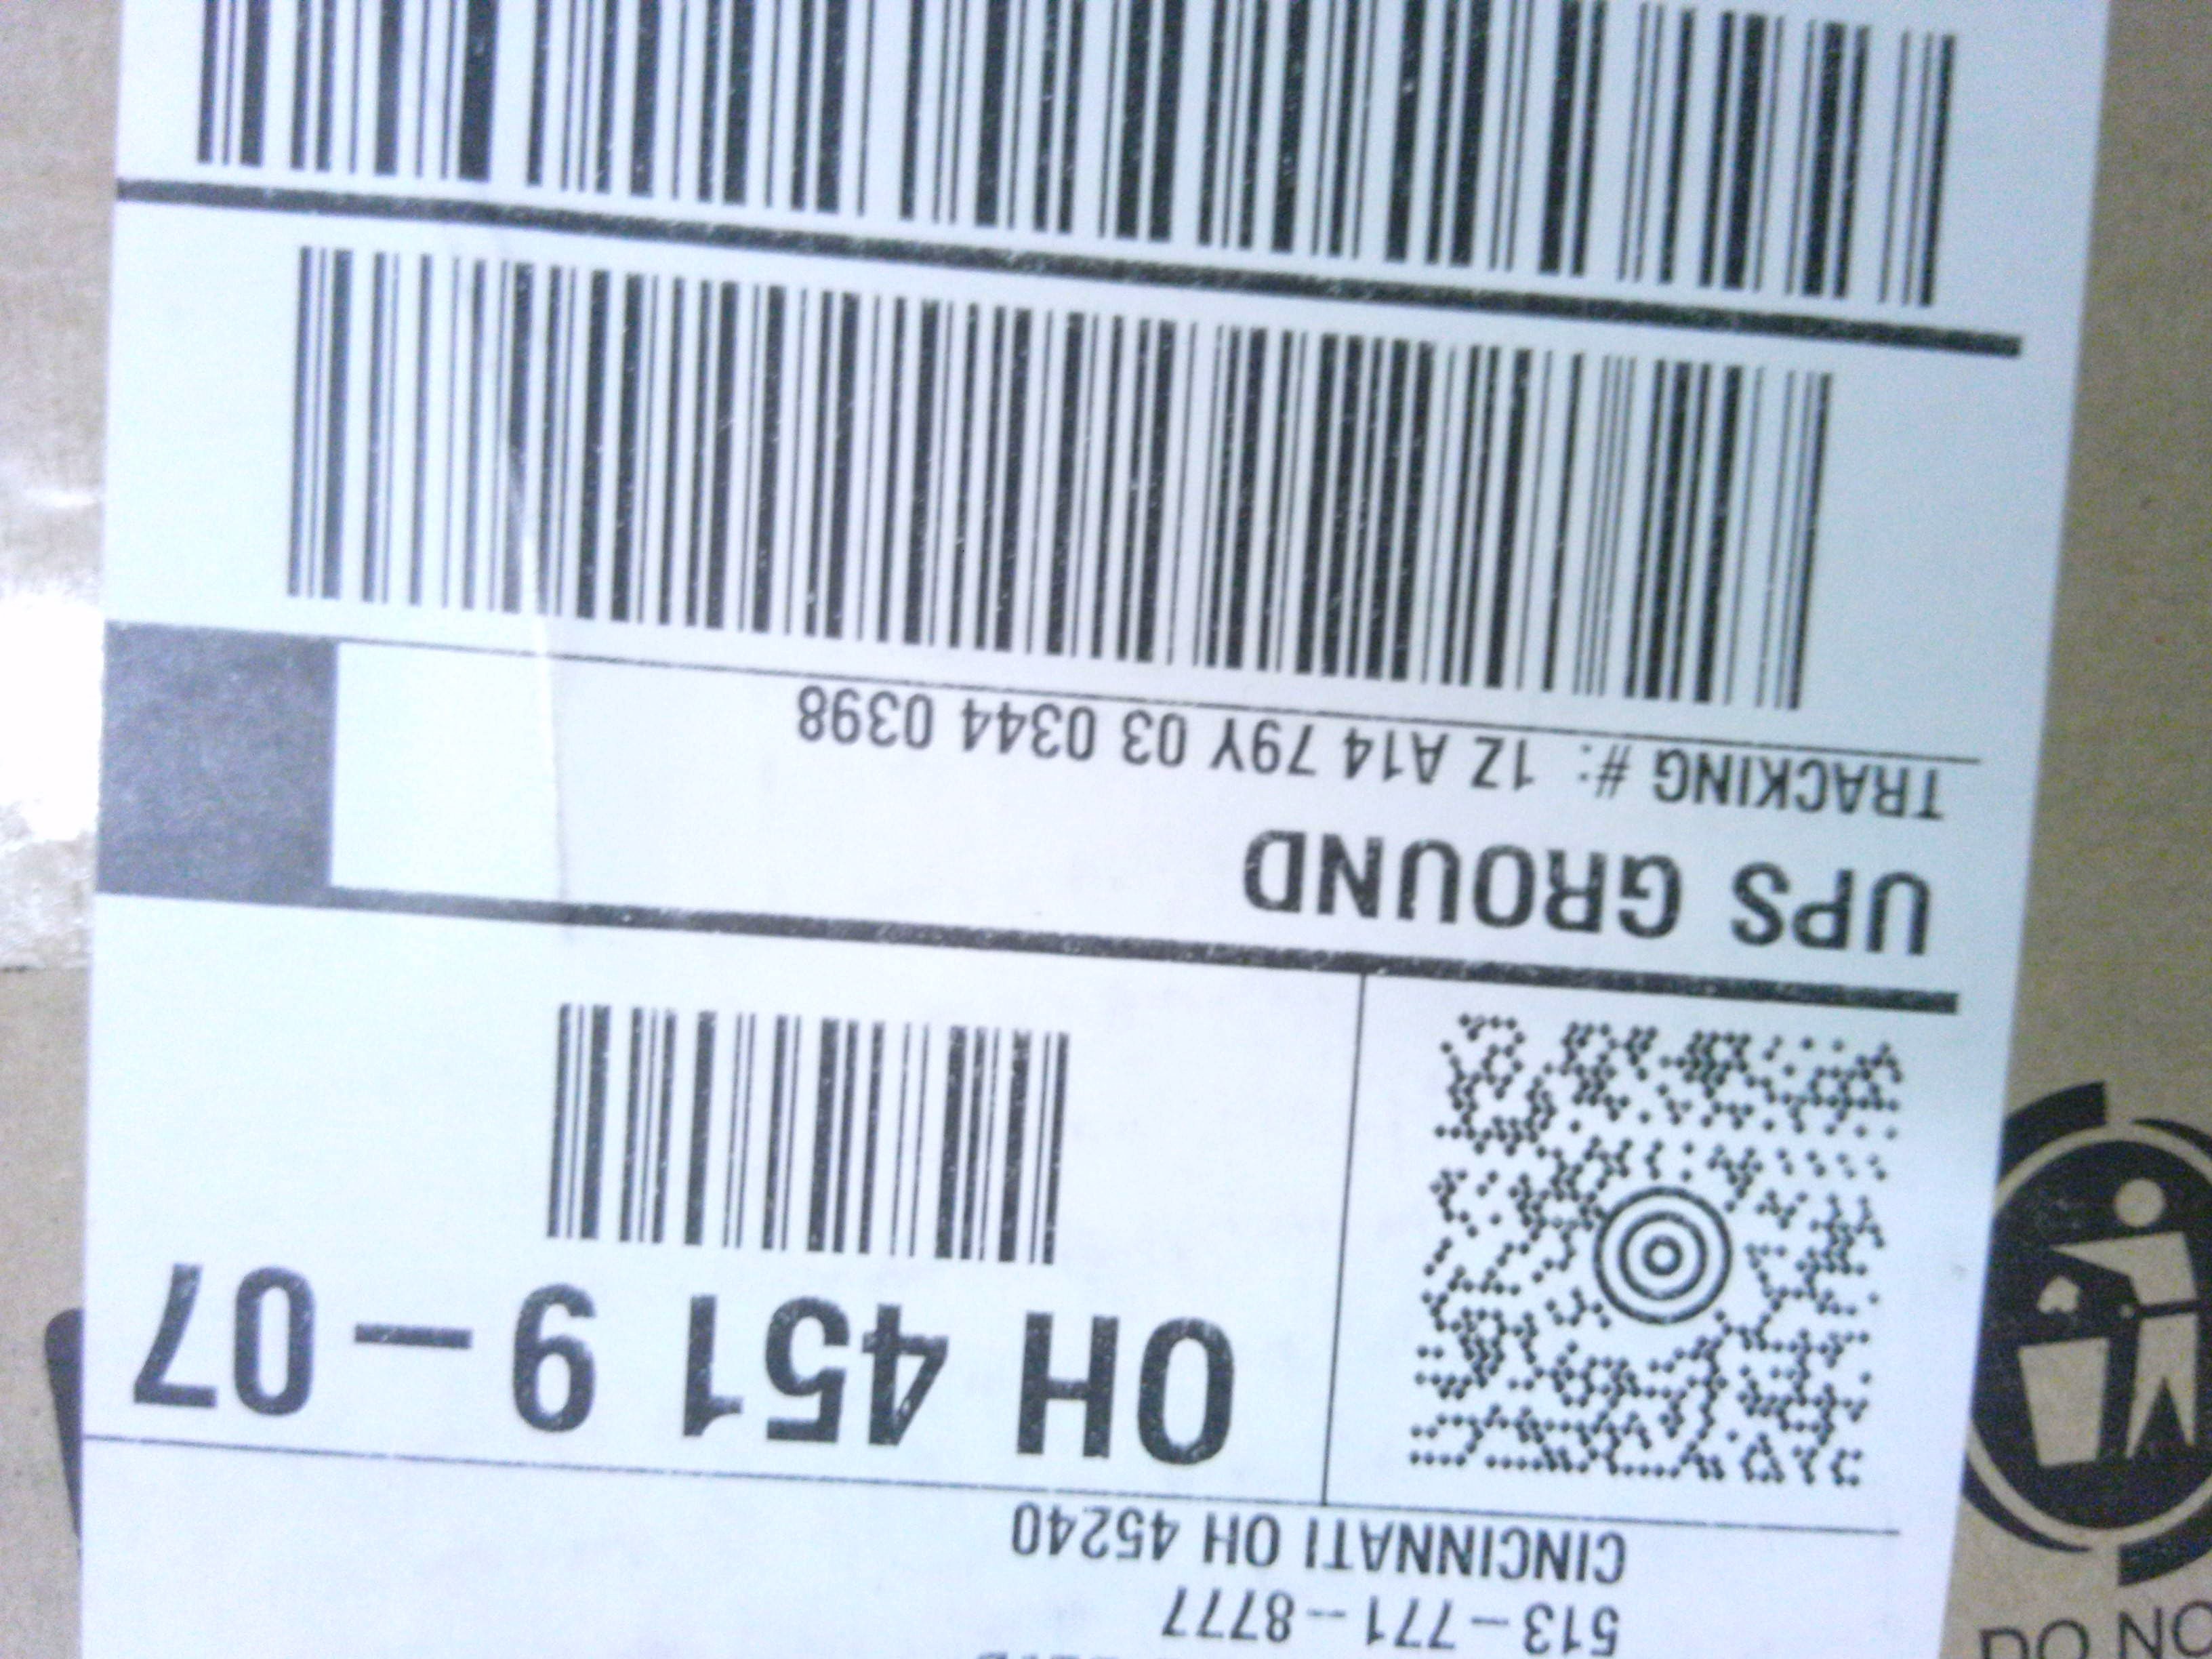 513-771-8777
CINCINNATI OH 45240
OH 451 9-07
UPS GROUND
TRACKING #: 1Z A14 79Y 03 0344 0398
DO NO